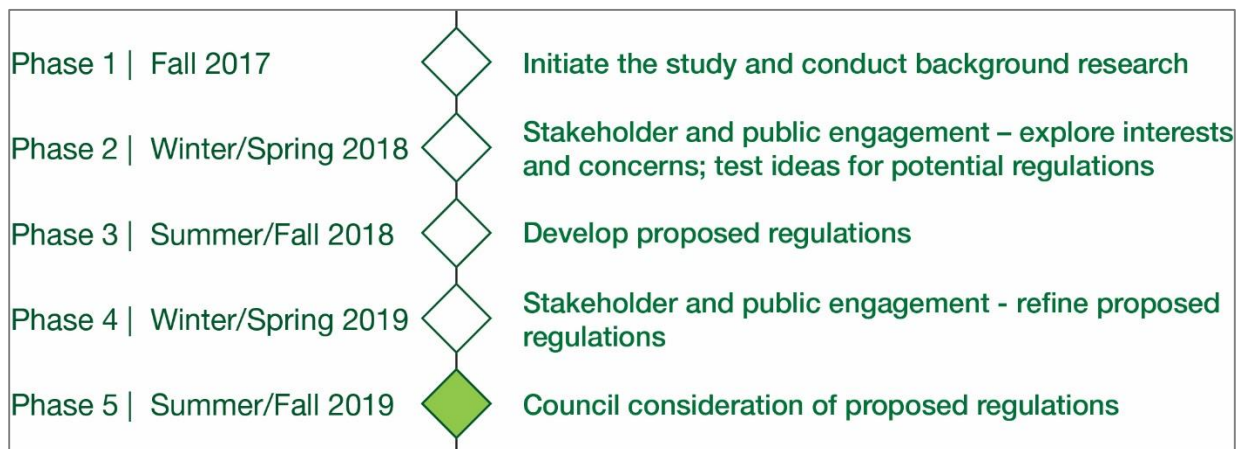 Phase 1 | Fall 2017
Initiate the study and conduct background research
Phase 2 | Winter/Spring 2018
Stakeholder and public engagement – explore interests
and concerns; test ideas for potential regulations
Phase 3 | Summer/Fall 2018
Develop proposed regulations
Phase 4 | Winter/Spring 2019
Stakeholder and public engagement - refine proposed
regulations
Phase 5 | Summer/Fall 2019
Council consideration of proposed regulations